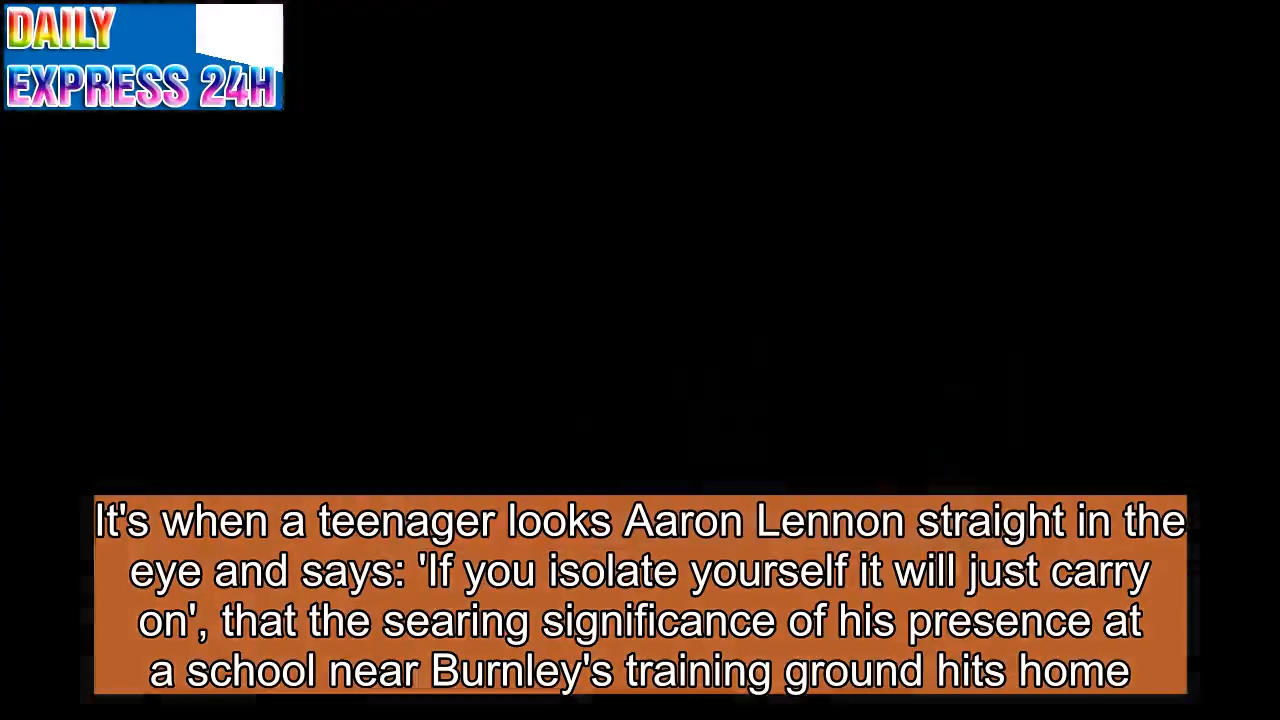 DAILY
EXPRESS 24H
It's when a teenager looks Aaron Lennon straight in the
eye and says: 'If you isolate yourself it will just carry
on', that the searing significance of his presence at
a school near Burnley's training ground hits home